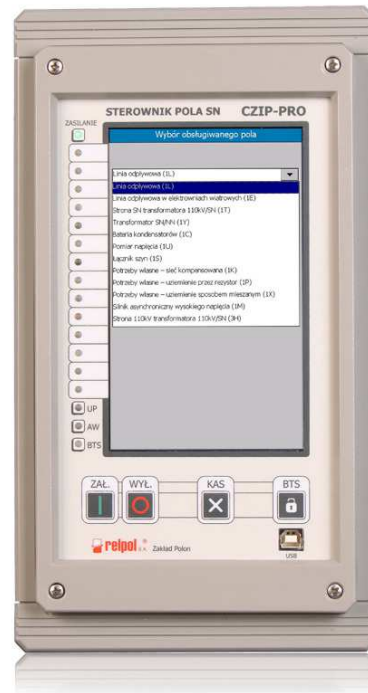 STEROWNIK POLA SN CZIP-PRO
ZASILANIE
Wybór obsługiwanego pola
Linia odpływowa (1L)
Linia odpływowa (1L)
Linia odpływowa w elektrowniach wiatrowych (1E)
Strona SN transformatora 110kV/SN (1T)
Transformator SN/NN (1Y)
Bateria kondensatorów (1C)
Pomiar napięcia (1U)
Łącznik szyn (1S)
Potrzeby własne – sieć kompensowana (1K)
Potrzeby własne – uziemienie przez rezystor (1P)
Potrzeby własne – uziemienie sposobem mieszanym (1X)
Silnik asynchroniczny wysokiego napięcia (1M)
Strona 110kV transformatora 110kV/SN (3H)
UP
AW
BTS
ZAŁ. WYŁ. KAS BTS
relpol S.A. Zakład Polon
USB